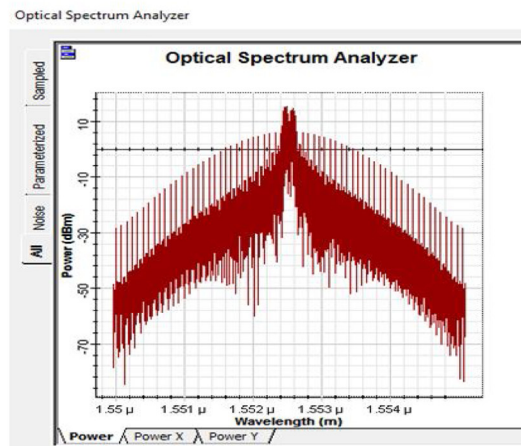 Optical Spectrum Analyzer
Optical Spectrum Analyzer
Sampled
Parameterized
Noise
All
Power (dBm)
10
-10
-30
-50
-70
1.55 µ 1.551 µ 1.552 µ 1.553 µ 1.554 µ
Wavelength (m)
Power Power X Power Y